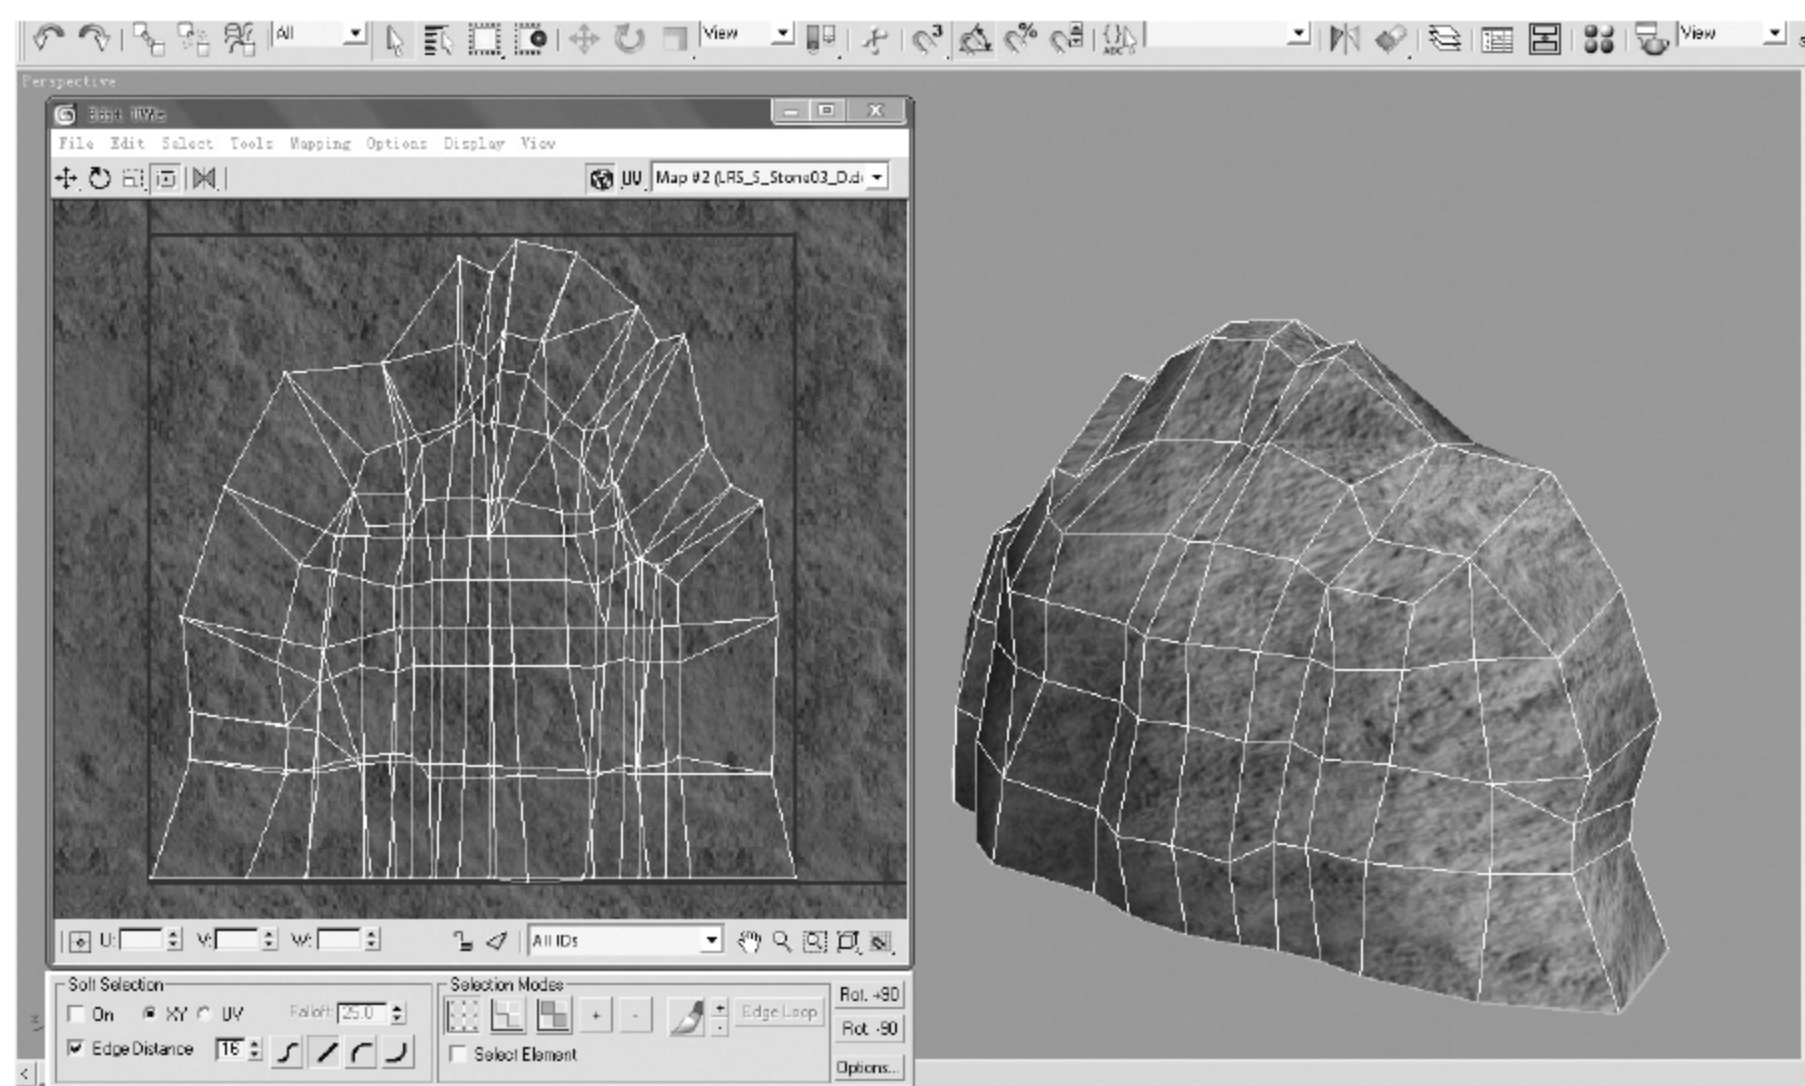 All
View
3
%
ABC
View
Perspective
Edit UVWs
File Edit Select Tools Mapping Options Display View
UV Map #2 (LRS_S_Stone03_D.d
U: V: W: All IDs
Soft Selection
On XY UV Falloff: 25.0
Edge Distance 16
Selection Modes
+ - + - Edge Loop
Select Element
Rot. +90
Rot. -90
Options...